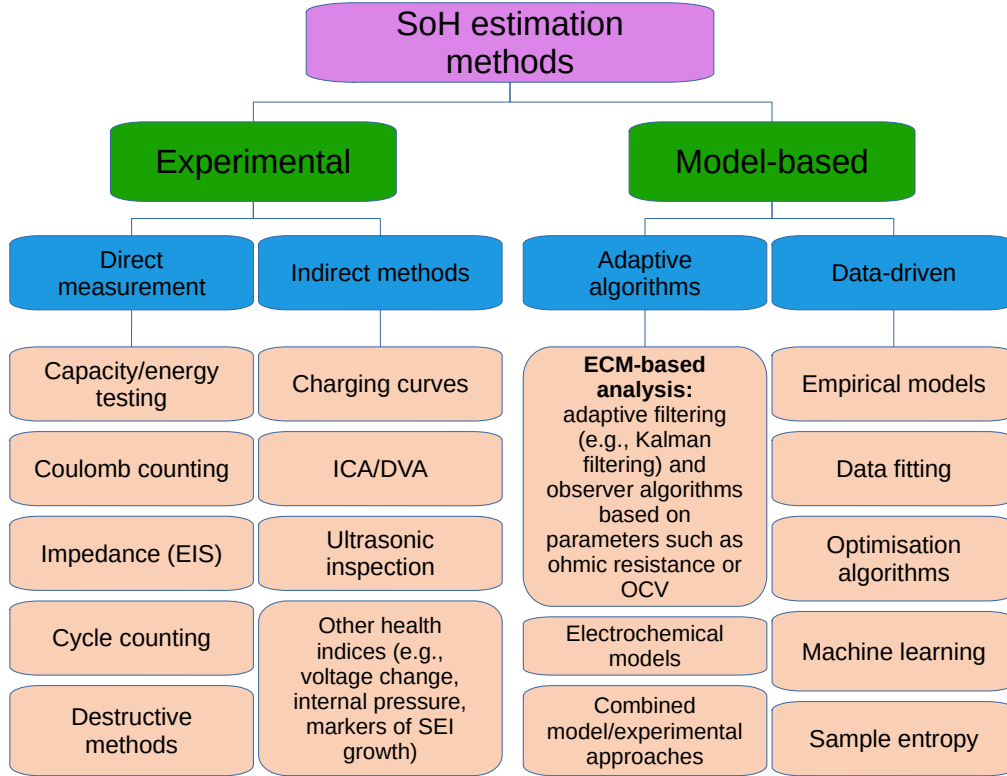 SoH estimation
methods
Experimental
Model-based
Direct
measurement
Indirect methods
Adaptive
algorithms
Data-driven
Capacity/energy
testing
Coulomb counting
Impedance (EIS)
Cycle counting
Destructive
methods
Charging curves
ICA/DVA
Ultrasonic
inspection
Other health
indices (e.g.,
voltage change,
internal pressure,
markers of SEI
growth)
ECM-based
analysis:
adaptive filtering
(e.g., Kalman
filtering) and
observer algorithms
based on
parameters such as
ohmic resistance or
OCV
Electrochemical
models
Combined
model/experimental
approaches
Empirical models
Data fitting
Optimisation
algorithms
Machine learning
Sample entropy